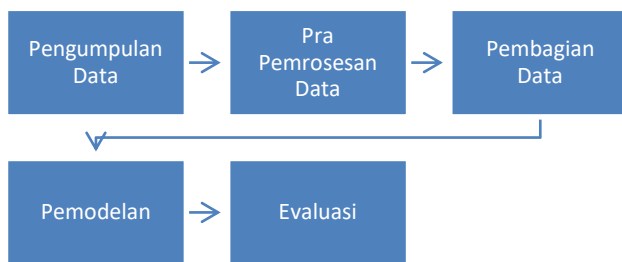 Pengumpulan
Data
Pra
Pemrosesan
Data
Pembagian
Data
Pemodelan
Evaluasi